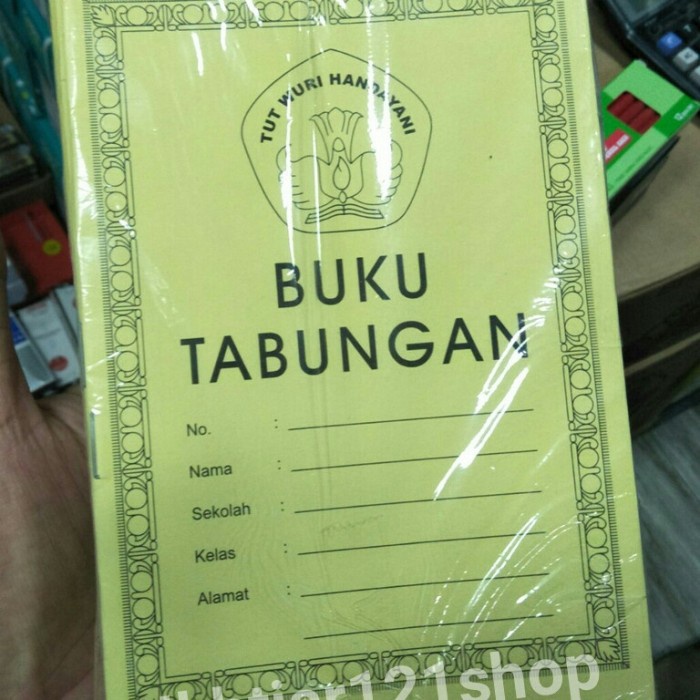 TUT WURI HANDAYANI
BUKU
TABUNGAN
No. :
Nama :
Sekolah :
Kelas :
Alamat :